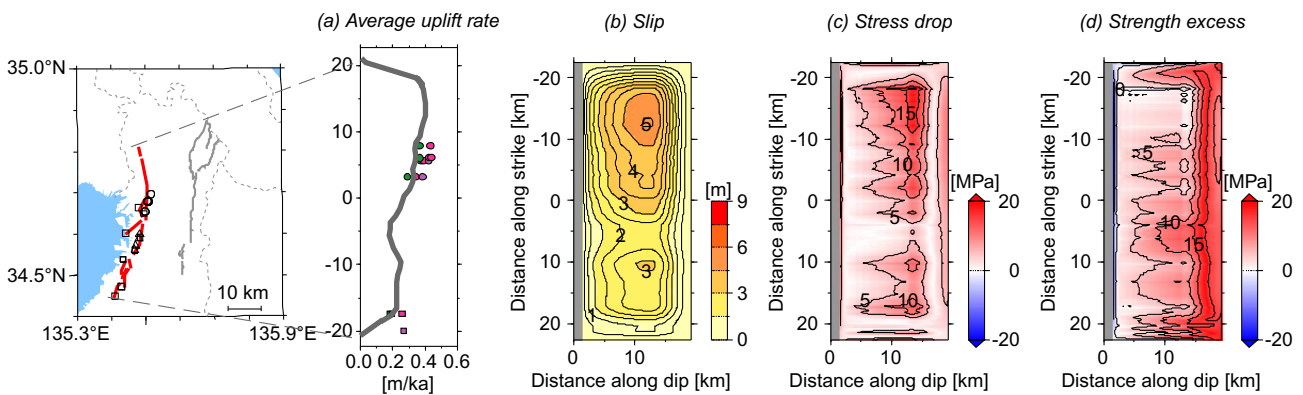 (a) Average uplift rate
(b) Slip
(c) Stress drop
(d) Strength excess
35.0°N
34.5°N
135.3°E
135.9°E
10 km
20
10
0
-10
-20
0.0 0.2 0.4 0.6
[m/ka]
Distance along strike [km]
-20
-10
0
10
20
5
4
3
2
3
1
0
10
Distance along dip [km]
[m]
9
6
3
0
Distance along strike [km]
-20
-10
0
10
20
15
10
5
5
10
0
10
Distance along dip [km]
[MPa]
20
0
-20
Distance along strike [km]
-20
-10
0
10
20
5
10
15
0
10
Distance along dip [km]
[MPa]
20
0
-20